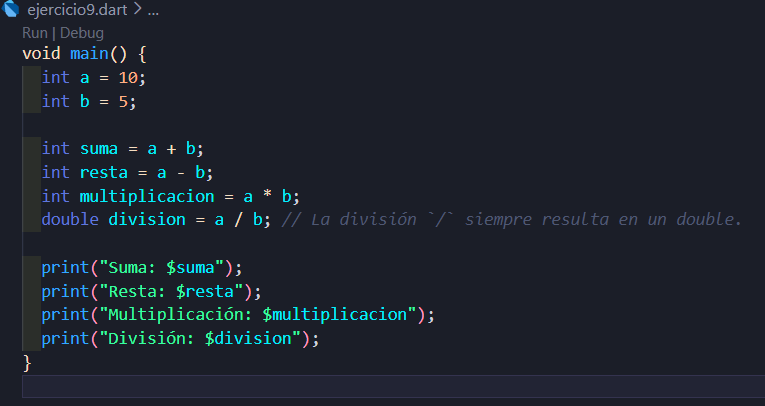 ejercicio9.dart > ...
Run | Debug
void main() {
  int a = 10;
  int b = 5;

  int suma = a + b;
  int resta = a - b;
  int multiplicacion = a * b;
  double division = a / b; // La división `/` siempre resulta en un double.

  print("Suma: $suma");
  print("Resta: $resta");
  print("Multiplicación: $multiplicacion");
  print("División: $division");
}